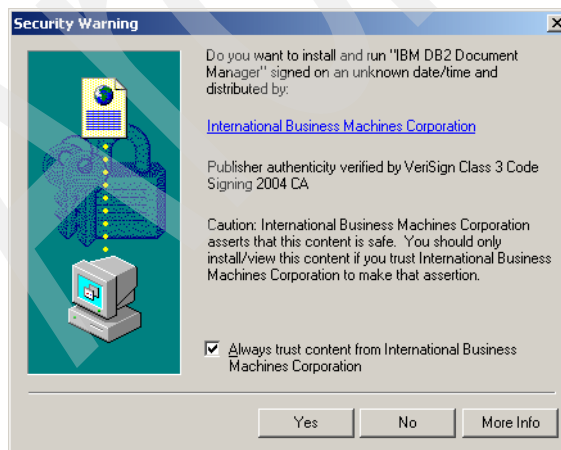 Security Warning
Do you want to install and run "IBM DB2 Document
Manager" signed on an unknown date/time and
distributed by:
International Business Machines Corporation
Publisher authenticity verified by VeriSign Class 3 Code
Signing 2004 CA
Caution: International Business Machines Corporation
asserts that this content is safe. You should only
install/view this content if you trust International Business
Machines Corporation to make that assertion.
Always trust content from International Business
Machines Corporation
Yes No More Info